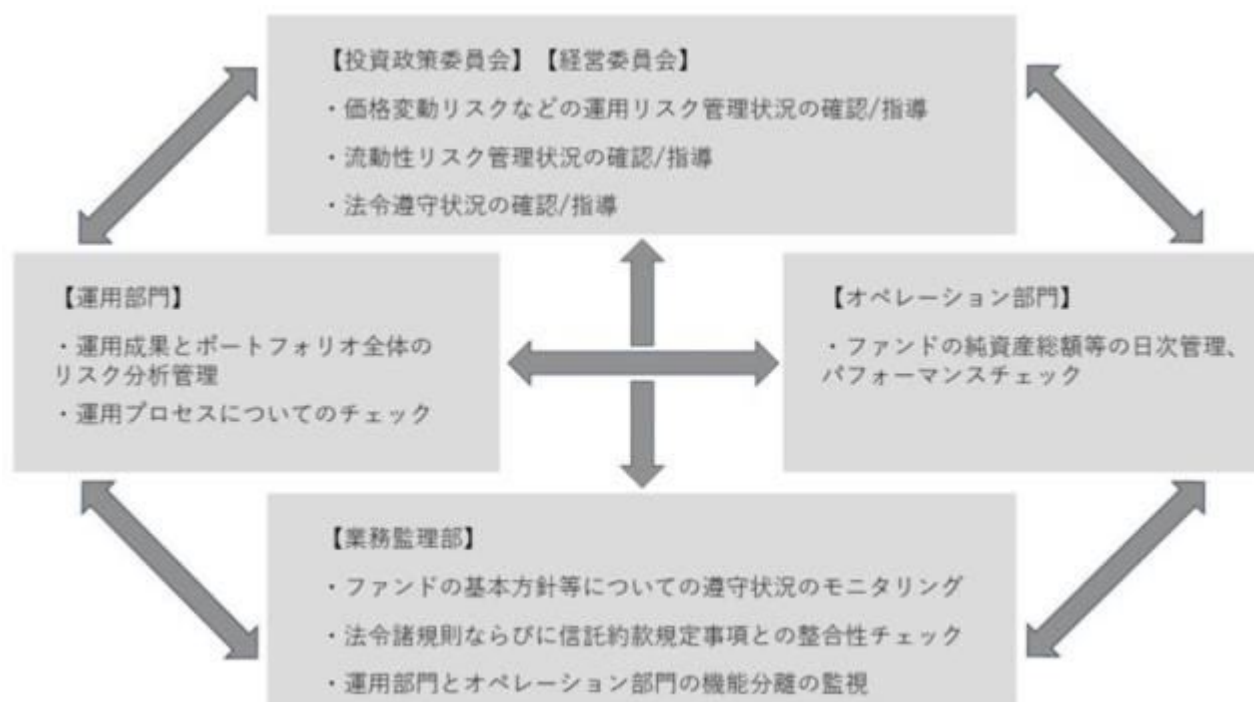 【投資政策委員会】【経営委員会】
・価格変動リスクなどの運用リスク管理状況の確認/指導
・流動性リスク管理状況の確認/指導
・法令遵守状況の確認/指導
【運用部門】
・運用成果とポートフォリオ全体の
リスク分析管理
・運用プロセスについてのチェック
【オペレーション部門】
・ファンドの純資産総額等の日次管理、
パフォーマンスチェック
【業務監理部】
・ファンドの基本方針等についての遵守状況のモニタリング
・法令諸規則ならびに信託約款規定事項との整合性チェック
・運用部門とオペレーション部門の機能分離の監視